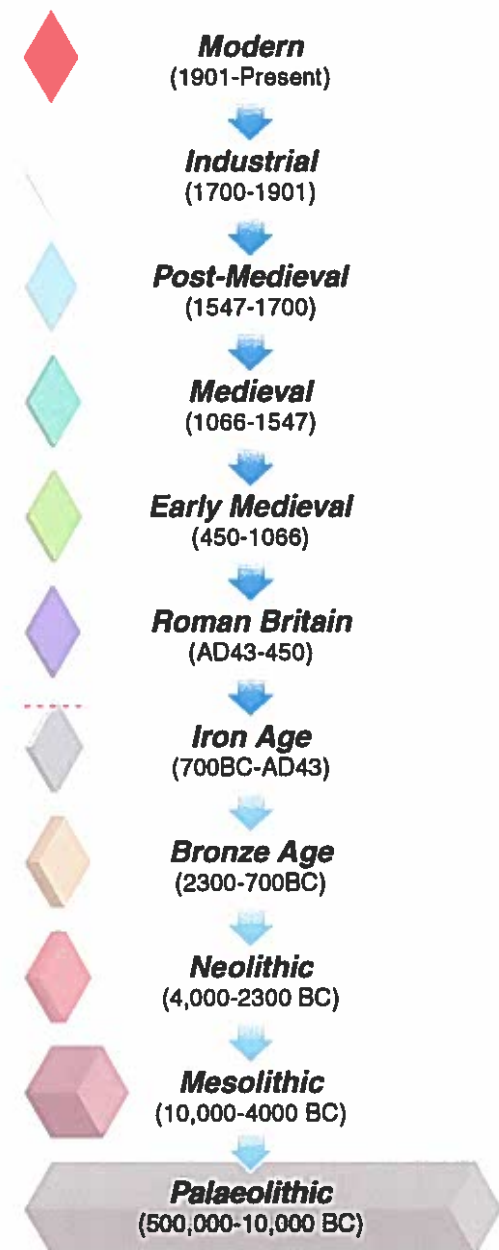 Modern
(1901-Present)
Industrial
(1700-1901)
Post-Medieval
(1547-1700)
Medieval
(1066-1547)
Early Medieval
(450-1066)
Roman Britain
(AD43-450)
Iron Age
(700BC-AD43)
Bronze Age
(2300-700BC)
Neolithic
(4,000-2300 BC)
Mesolithic
(10,000-4000 BC)
Palaeolithic
(500,000-10,000 BC)